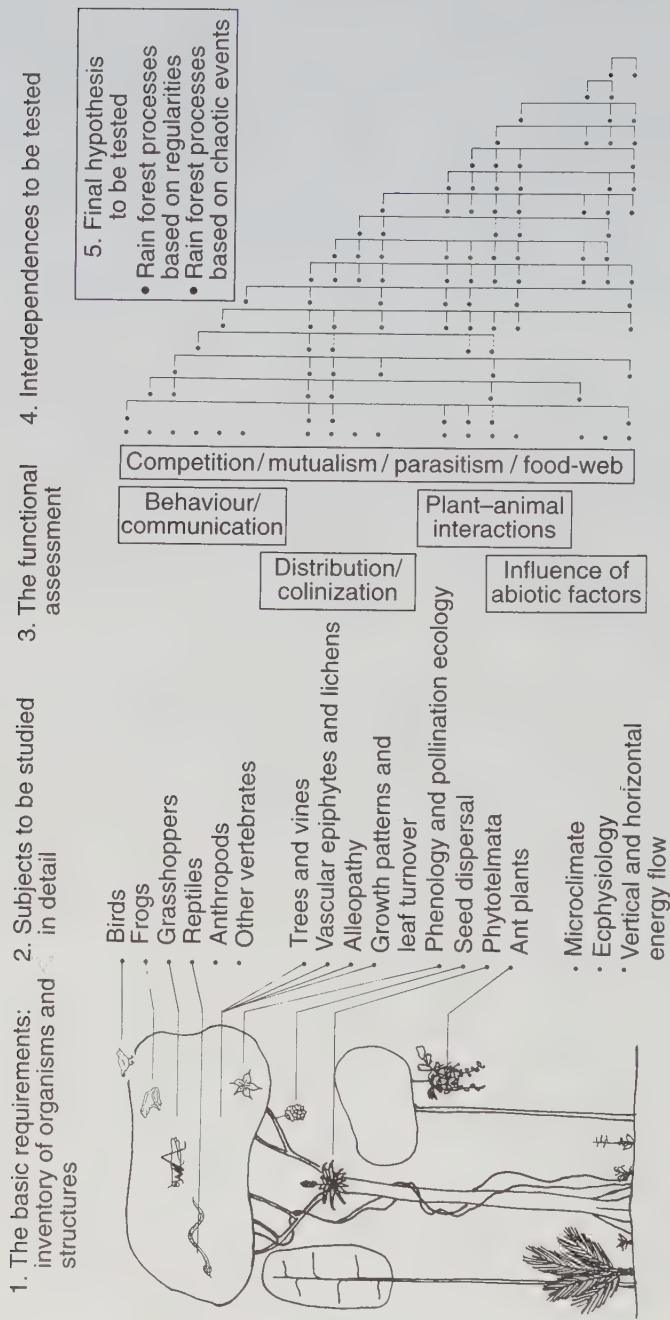 1. The basic requirements:
inventory of organisms and
structures
2. Subjects to be studied
in detail
• Birds
• Frogs
• Grasshoppers
• Reptiles
• Anthropods
• Other vertebrates
• Trees and vines
• Vascular epiphytes and lichens
• Alleopathy
• Growth patterns and
leaf turnover
• Phenology and pollination ecology
• Seed dispersal
• Phytotelmata
• Ant plants
• Microclimate
• Ecphysiology
• Vertical and horizontal
energy flow
3. The functional
assessment
Behaviour/
communication
Distribution/
colinization
Plant–animal
interactions
Influence of
abiotic factors
Competition / mutualism / parasitism / food-web
4. Interdependences to be tested
5. Final hypothesis
to be tested
• Rain forest processes
based on regularities
• Rain forest processes
based on chaotic events